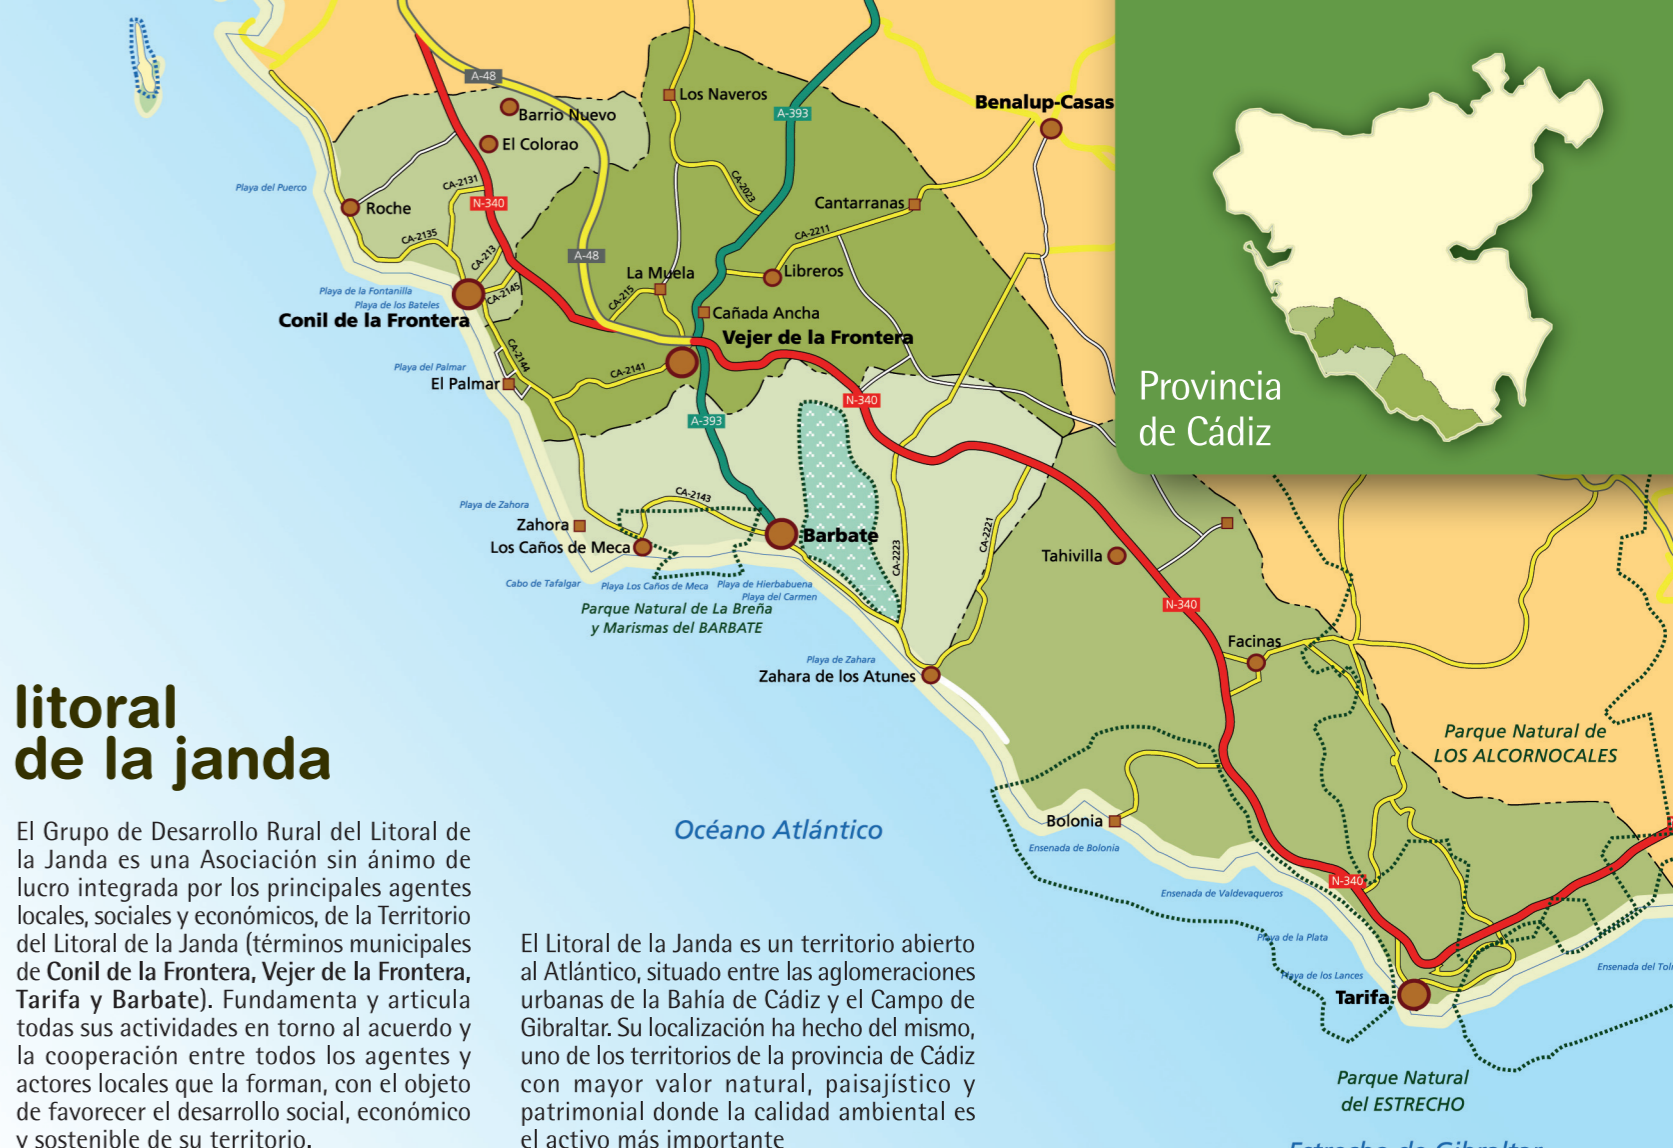 A-48
Barrio Nuevo
El Colorao
Los Naveros
A-393
Benalup-Casas
CA-2131
N-340
CA-2023
Playa del Puerco
Roche
Cantarranas
CA-2135
CA-213
CA-2211
A-48
La Muela
Libreros
CA-2145
CA-215
Playa de la Fontanilla
Playa de los Bateles
Conil de la Frontera
Cañada Ancha
Vejer de la Frontera
CA-2144
Playa del Palmar
El Palmar
CA-2141
N-340
A-393
Provincia
de Cádiz
CA-2143
Playa de Zahora
Zahora
Los Caños de Meca
Barbate
CA-2223
CA-2221
Tahivilla
Cabo de Tafalgar
Playa Los Caños de Meca
Playa de Hierbabuena
Playa del Carmen
Parque Natural de La Breña
y Marismas del BARBATE
N-340
Facinas
Playa de Zahara
Zahara de los Atunes
Parque Natural de
LOS ALCORNOCALES
litoral
de la janda
Océano Atlántico
Bolonia
Ensenada de Bolonia
N-340
Ensenada de Valdevaqueros
Playa de la Plata
Playa de los Lances
Ensenada del
Tarifa
Parque Natural
del ESTRECHO
Estrecho de Gibraltar
El Grupo de Desarrollo Rural del Litoral de
la Janda es una Asociación sin ánimo de
lucro integrada por los principales agentes
locales, sociales y económicos, de la Territorio
del Litoral de la Janda (términos municipales
de Conil de la Frontera, Vejer de la Frontera,
Tarifa y Barbate). Fundamenta y articula
todas sus actividades en torno al acuerdo y
la cooperación entre todos los agentes y
actores locales que la forman, con el objeto
de favorecer el desarrollo social, económico
y sostenible de su territorio.
El Litoral de la Janda es un territorio abierto
al Atlántico, situado entre las aglomeraciones
urbanas de la Bahía de Cádiz y el Campo de
Gibraltar. Su localización ha hecho del mismo,
uno de los territorios de la provincia de Cádiz
con mayor valor natural, paisajístico y
patrimonial donde la calidad ambiental es
el activo más importante